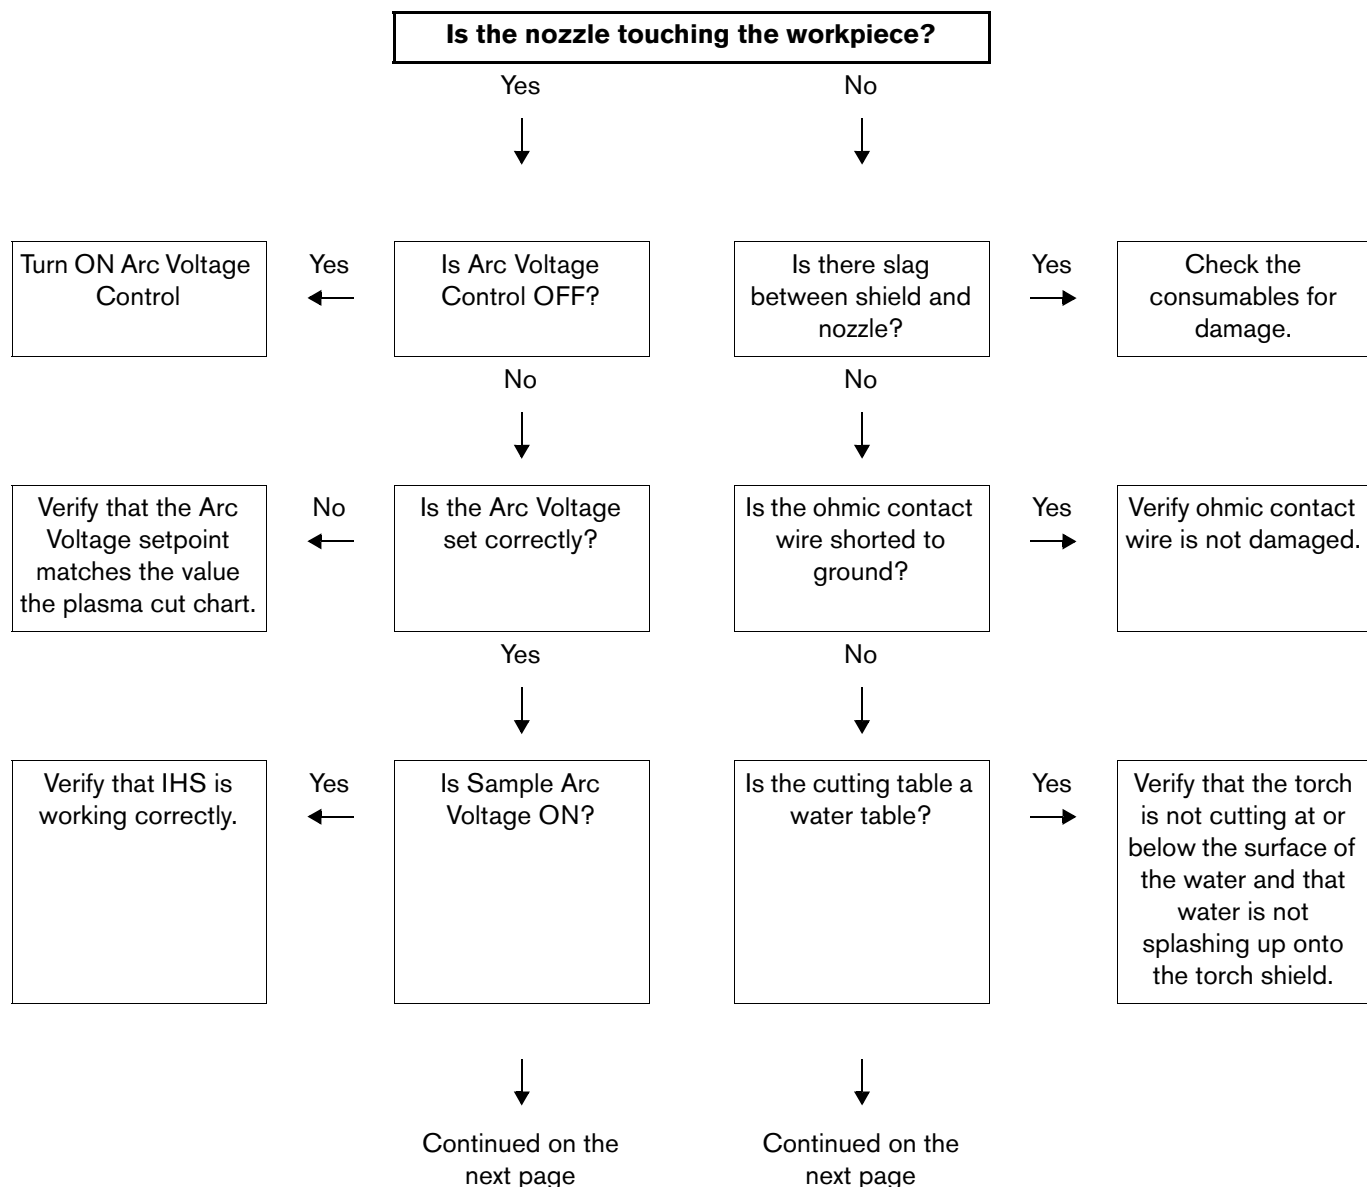 Is the nozzle touching the workpiece?
Yes
No
Turn ON Arc Voltage
Control
Yes
Is Arc Voltage
Control OFF?
Is there slag
between shield and
nozzle?
Yes
Check the
consumables for
damage.
No
No
Verify that the Arc
Voltage setpoint
matches the value
the plasma cut chart.
No
Is the Arc Voltage
set correctly?
Is the ohmic contact
wire shorted to
ground?
Yes
Verify ohmic contact
wire is not damaged.
Yes
No
Verify that IHS is
working correctly.
Yes
Is Sample Arc
Voltage ON?
Is the cutting table a
water table?
Yes
Verify that the torch
is not cutting at or
below the surface of
the water and that
water is not
splashing up onto
the torch shield.
Continued on the
next page
Continued on the
next page